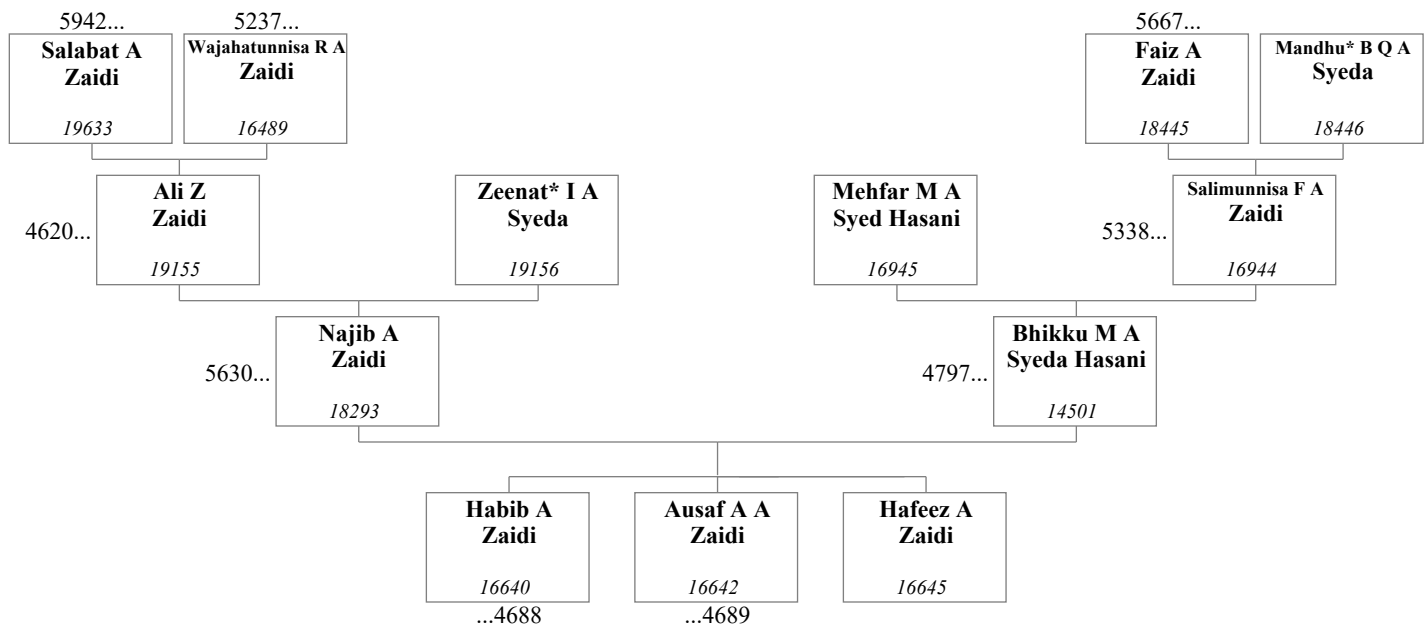 5942...
5237...
5667...
Salabat A
Zaidi
19633
Wajahatunnisa R A
Zaidi
16489
Faiz A
Zaidi
18445
Mandhu* B Q A
Syeda
18446
4620...
Ali Z
Zaidi
19155
Zeenat* I A
Syeda
19156
Mehfar M A
Syed Hasani
16945
5338...
Salimunnisa F A
Zaidi
16944
5630...
Najib A
Zaidi
18293
4797...
Bhikku M A
Syeda Hasani
14501
Habib A
Zaidi
16640
...4688
Ausaf A A
Zaidi
16642
...4689
Hafeez A
Zaidi
16645